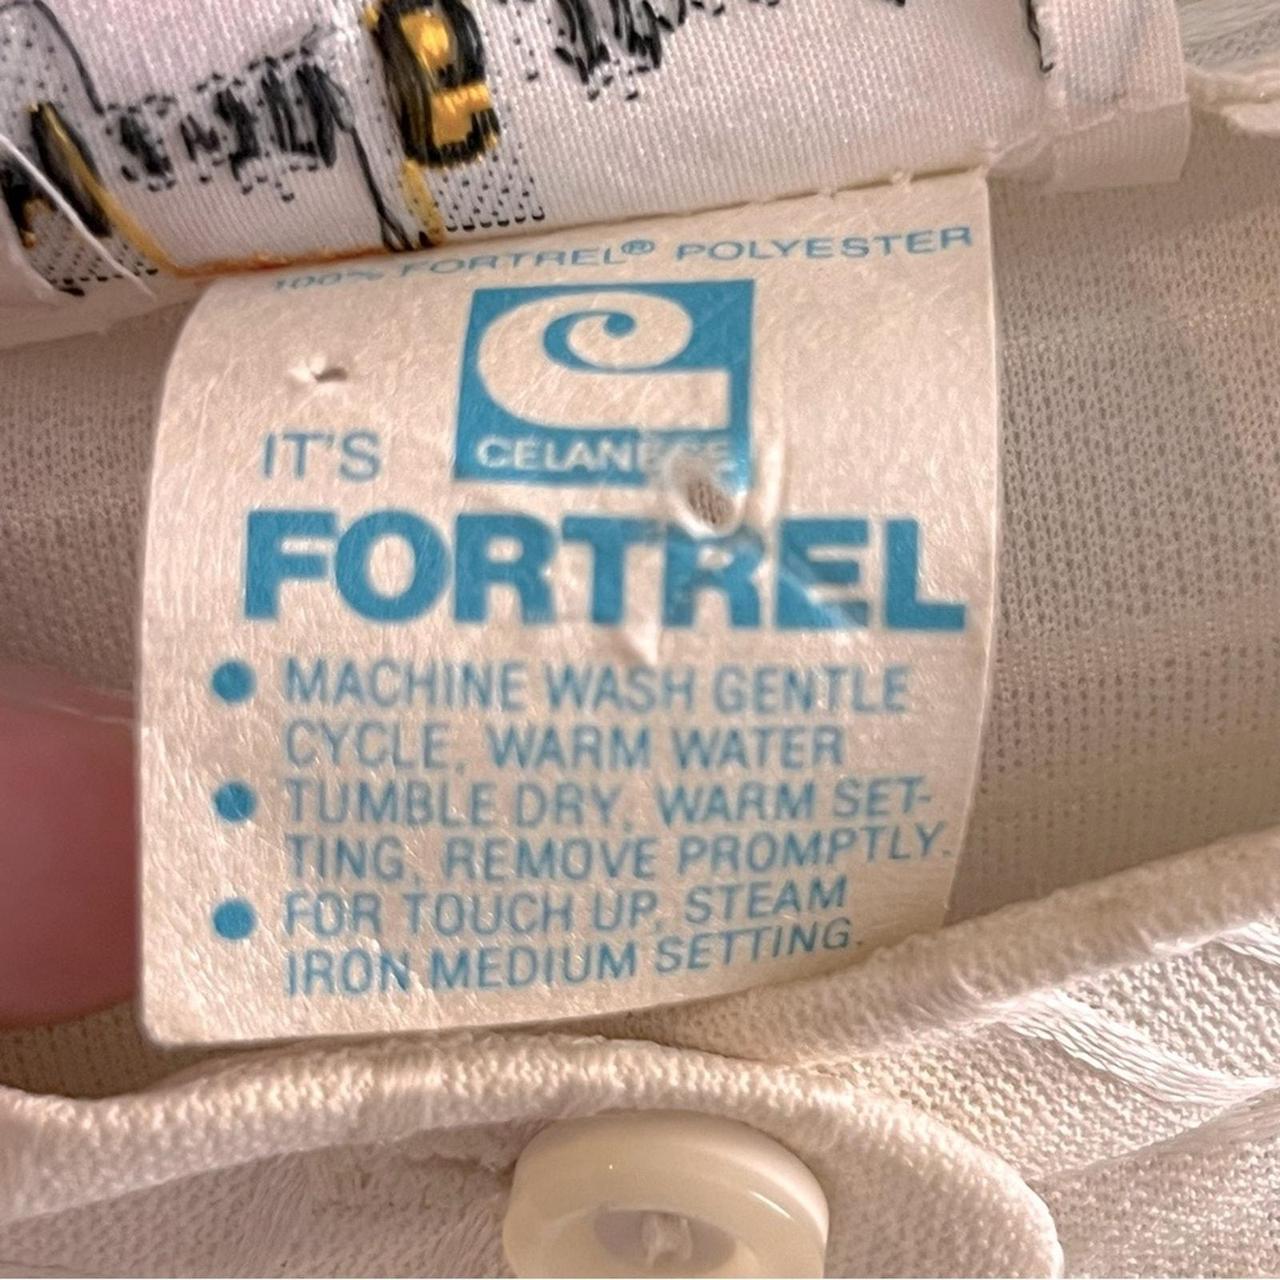 100% FORTREL® POLYESTER
CELANESE
IT'S
FORTREL
• MACHINE WASH GENTLE
CYCLE, WARM WATER
• TUMBLE DRY, WARM SET-
TING, REMOVE PROMPTLY.
• FOR TOUCH UP, STEAM
IRON MEDIUM SETTING.